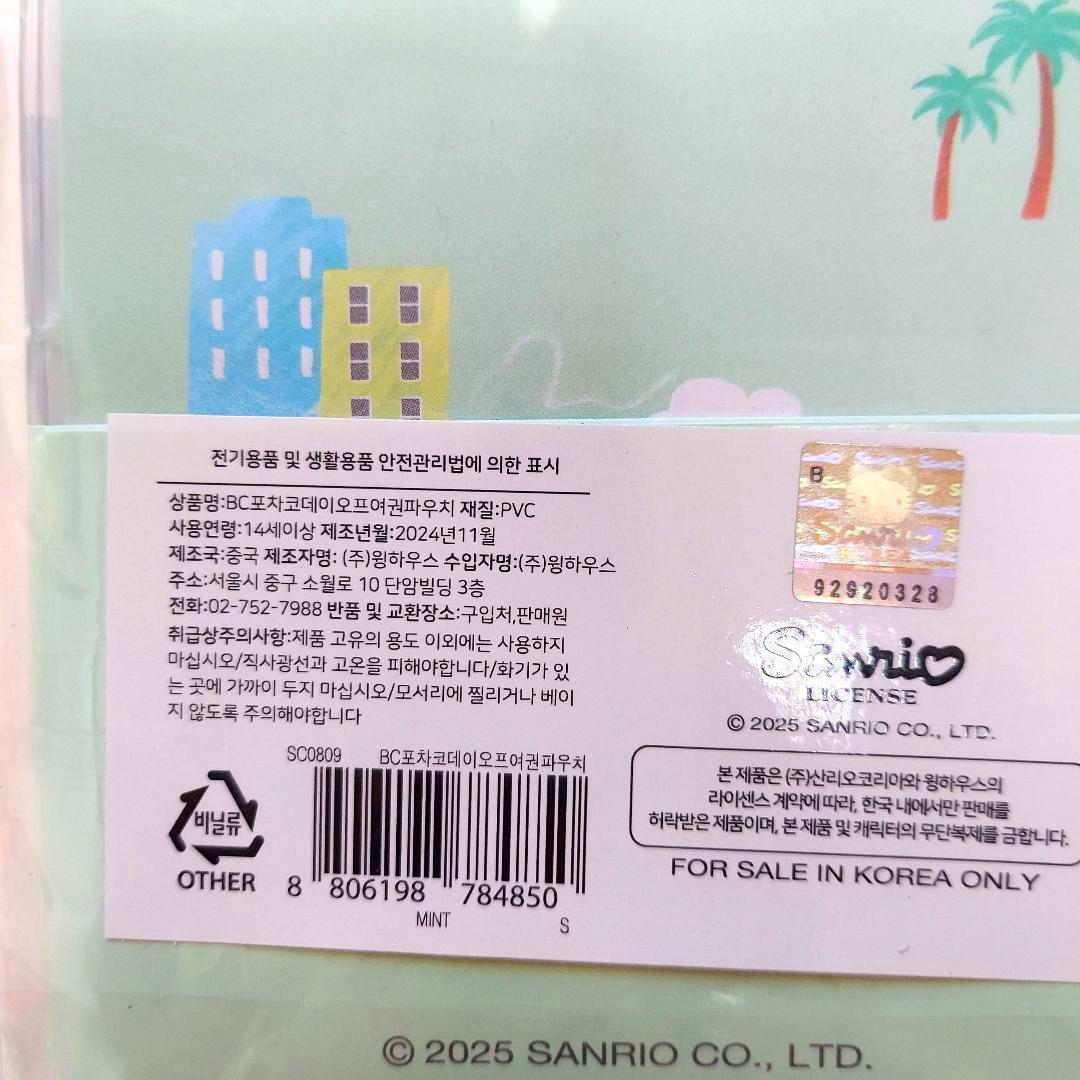 전기용품 및 생활용품 안전관리법에 의한 표시
상품명:BC포차코데이오프여권파우치 재질:PVC
사용연령:14세이상 제조년월:2024년11월
제조국:중국 제조자명: (주)윙하우스 수입자명:(주)윙하우스
주소:서울시 중구 소월로 10 단암빌딩 3층
전화:02-752-7988 반품 및 교환장소:구입처,판매원
취급상주의사항:제품 고유의 용도 이외에는 사용하지
마십시오/직사광선과 고온을 피해야합니다/화기가 있
는 곳에 가까이 두지 마십시오/모서리에 찔리거나 베이
지 않도록 주의해야합니다
SC0809 BC포차코데이오프여권파우치
비닐류
OTHER
8 806198 784850
MINT S
B
Sanrio
92920328
Sanrio
LICENSE
© 2025 SANRIO CO., LTD.
본 제품은 (주)산리오코리아와 윙하우스의
라이센스 계약에 따라, 한국 내에서만 판매를
허락받은 제품이며, 본 제품 및 캐릭터의 무단복제를 금합니다.
FOR SALE IN KOREA ONLY
© 2025 SANRIO CO., LTD.